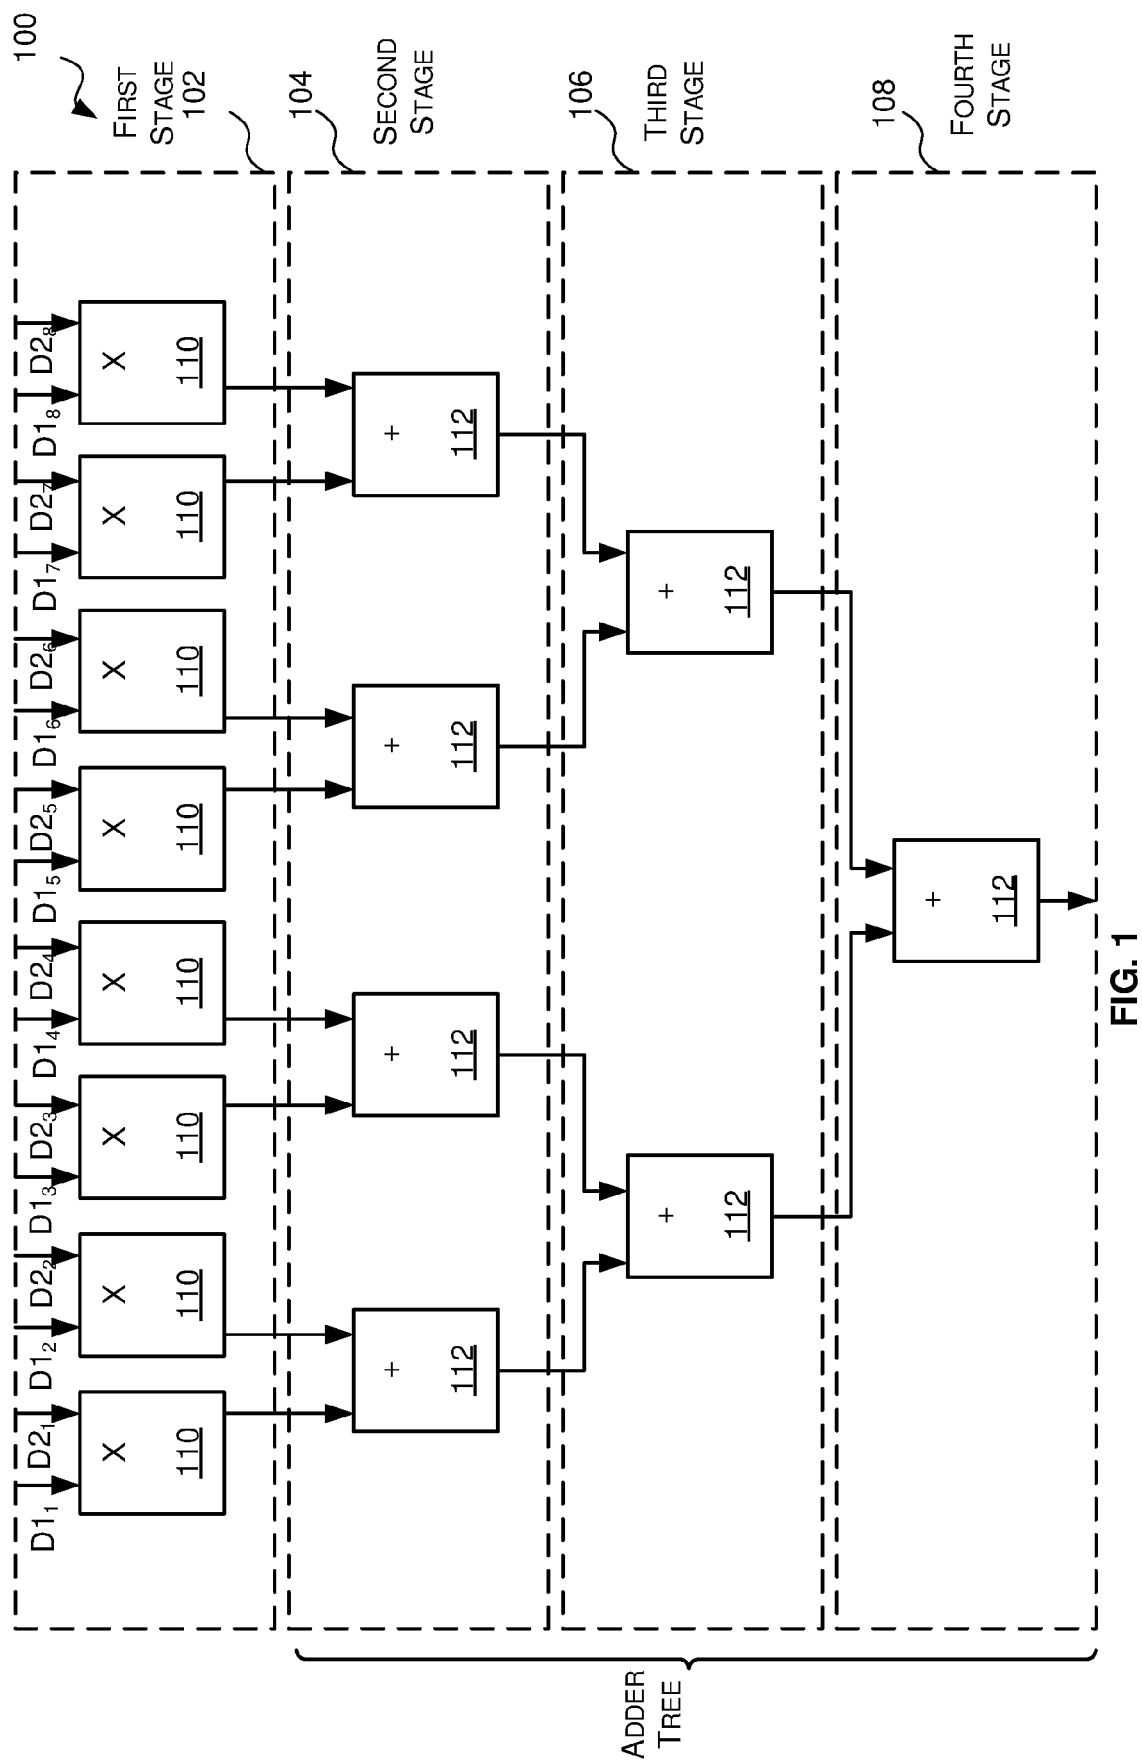 100
FIRST
STAGE
102
104
SECOND
STAGE
106
THIRD
STAGE
108
FOURTH
STAGE
D1₁ D2₁ D1₂ D2₂ D1₃ D2₃ D1₄ D2₄ D1₅ D2₅ D1₆ D2₆ D1₇ D2₇ D1₈ D2₈
X X X X X X X X
110 110 110 110 110 110 110 110
+ + + +
112 112 112 112
+ +
112 112
+
112
ADDER
TREE
FIG. 1